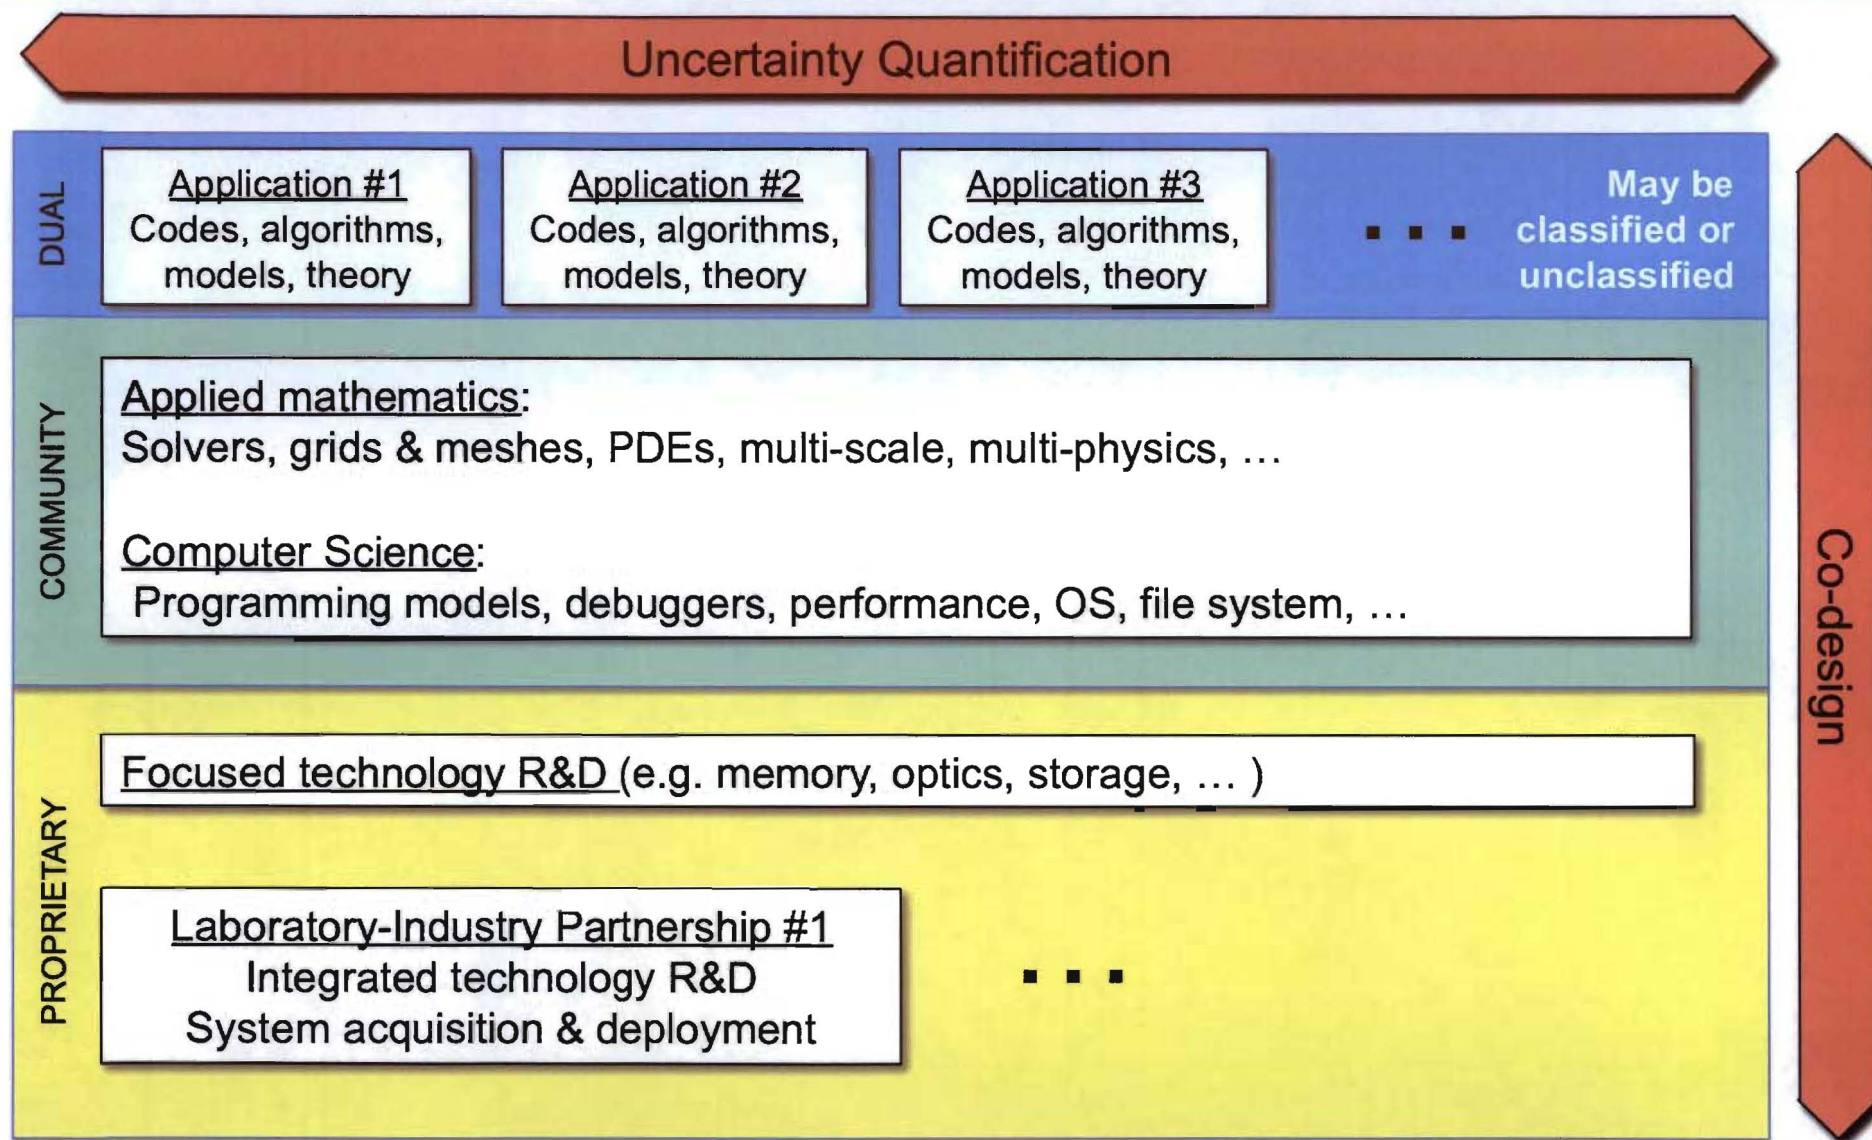 Uncertainty Quantification
DUAL
Application #1
Codes, algorithms,
models, theory
Application #2
Codes, algorithms,
models, theory
Application #3
Codes, algorithms,
models, theory
...
May be
classified or
unclassified
COMMUNITY
Applied mathematics:
Solvers, grids & meshes, PDEs, multi-scale, multi-physics, …
Computer Science:
Programming models, debuggers, performance, OS, file system, …
PROPRIETARY
Focused technology R&D (e.g. memory, optics, storage, … )
Laboratory-Industry Partnership #1
Integrated technology R&D
System acquisition & deployment
...
Co-design